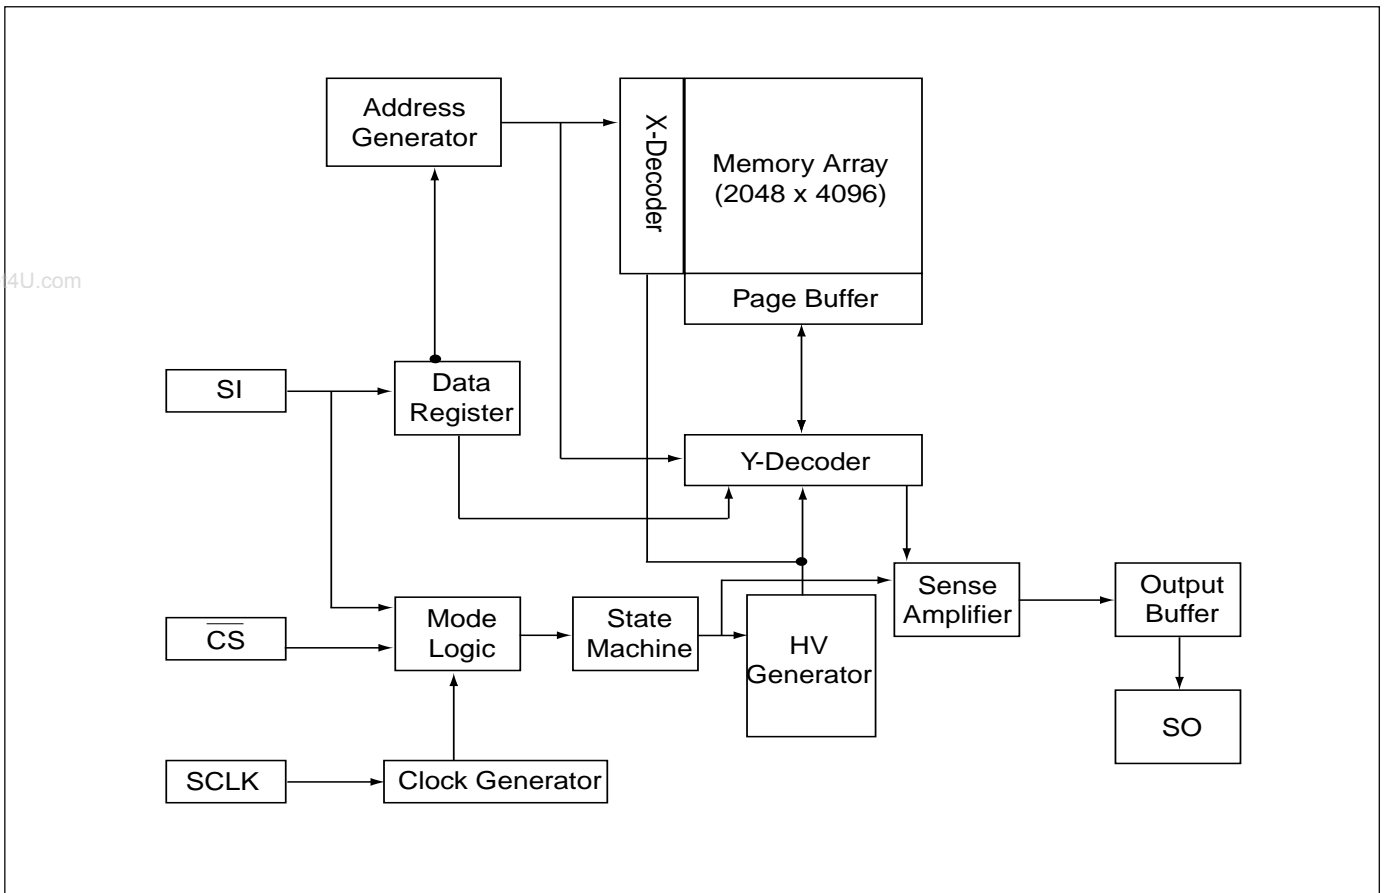 Address
Generator
X-Decoder
Memory Array
(2048 x 4096)
4U.com
Page Buffer
SI
Data
Register
Y-Decoder
CS
Mode
Logic
State
Machine
HV
Generator
Sense
Amplifier
Output
Buffer
SO
SCLK
Clock Generator